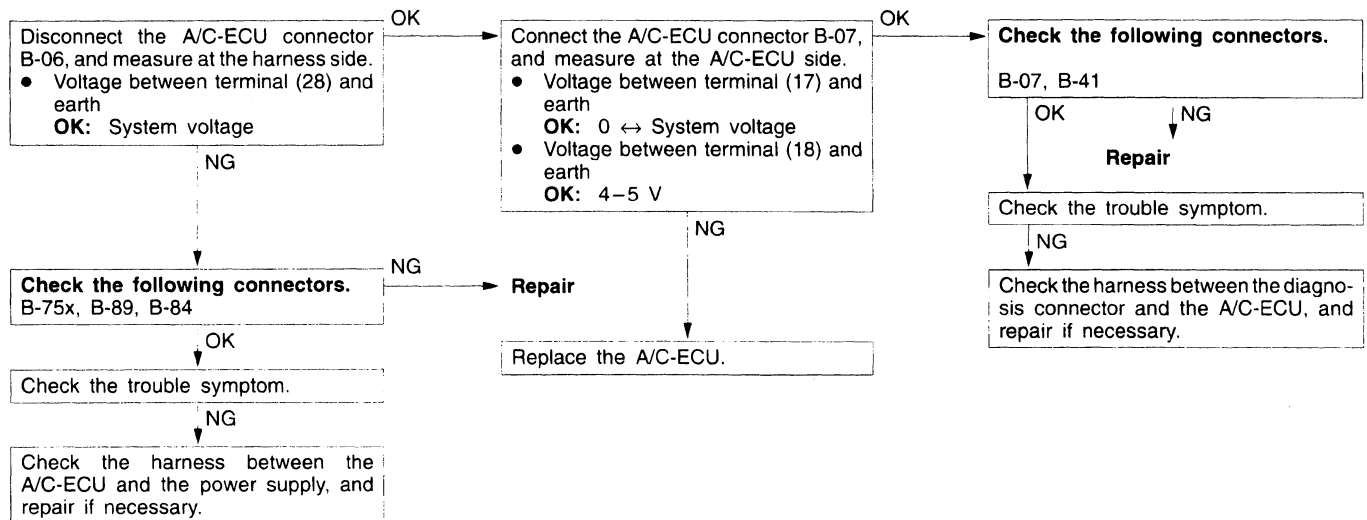 Disconnect the A/C-ECU connector
B-06, and measure at the harness side.
● Voltage between terminal (28) and
earth
OK: System voltage
OK
NG
Connect the A/C-ECU connector B-07,
and measure at the A/C-ECU side.
● Voltage between terminal (17) and
earth
OK: 0 ↔ System voltage
● Voltage between terminal (18) and
earth
OK: 4–5 V
OK
NG
Check the following connectors.
B-07, B-41
OK
NG
Repair
Check the trouble symptom.
NG
Check the harness between the diagno-
sis connector and the A/C-ECU, and
repair if necessary.
Check the following connectors.
B-75x, B-89, B-84
NG
Repair
OK
Replace the A/C-ECU.
Check the trouble symptom.
NG
Check the harness between the
A/C-ECU and the power supply, and
repair if necessary.